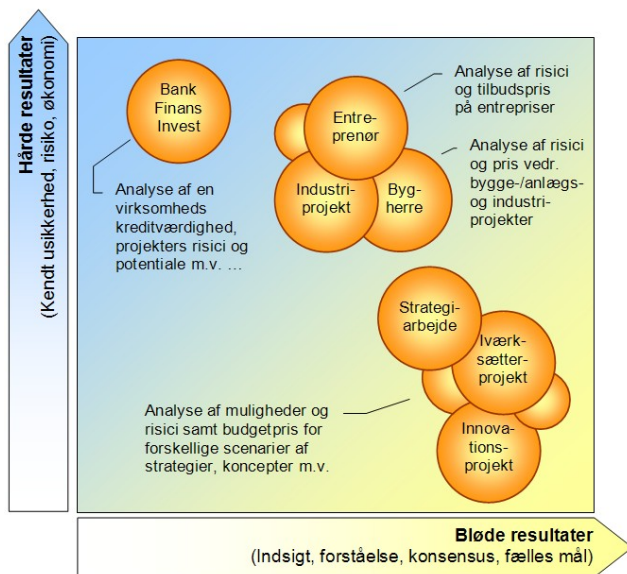 Hårde resultater
(Kendt usikkerhed, risiko, økonomi)
Bank
Finans
Invest
Analyse af en
virksomheds
kreditværdighed,
projekters risici og
potentiale m.v. ...
Entre-
prenør
Industri-
projekt
Byg-
herre
Analyse af risici
og tilbudspris
på entrepriser
Analyse af risici
og pris vedr.
bygge-/anlægs-
og industri-
projekter
Strategi-
arbejde
Iværk-
sætter-
projekt
Innova-
tions-
projekt
Analyse af muligheder og
risici samt budgetpris for
forskellige scenarier af
strategier, koncepter m.v.
Bløde resultater
(Indsigt, forståelse, konsensus, fælles mål)